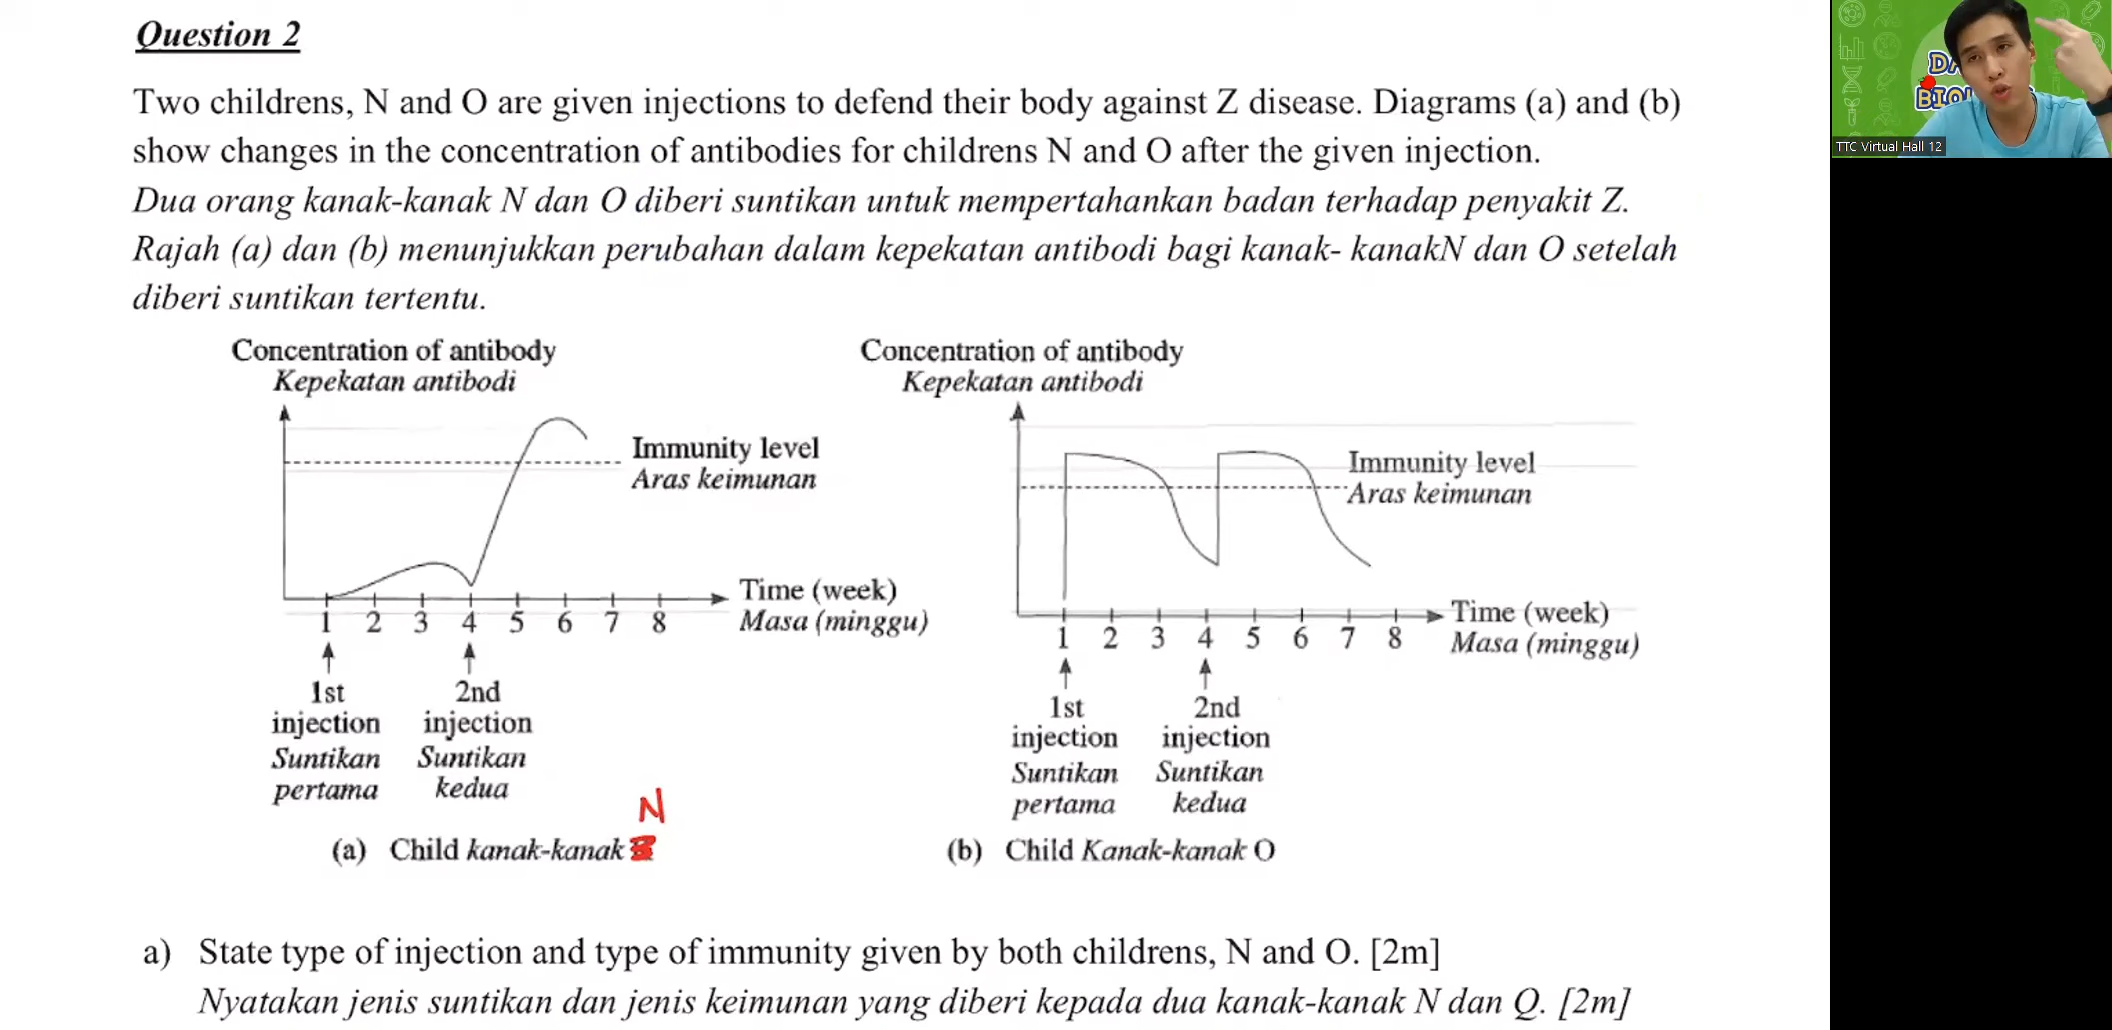 Question 2
Two childrens, N and O are given injections to defend their body against Z disease. Diagrams (a) and (b)
show changes in the concentration of antibodies for childrens N and O after the given injection.
Dua orang kanak-kanak N dan O diberi suntikan untuk mempertahankan badan terhadap penyakit Z.
Rajah (a) dan (b) menunjukkan perubahan dalam kepekatan antibodi bagi kanak- kanakN dan O setelah
diberi suntikan tertentu.
Concentration of antibody
Kepekatan antibodi
Immunity level
Aras keimunan
Time (week)
Masa (minggu)
1 2 3 4 5 6 7 8
1st
injection
Suntikan
pertama
2nd
injection
Suntikan
kedua
N
(a) Child kanak-kanak
Concentration of antibody
Kepekatan antibodi
Immunity level
Aras keimunan
Time (week)
Masa (minggu)
1 2 3 4 5 6 7 8
1st
injection
Suntikan
pertama
2nd
injection
Suntikan
kedua
(b) Child Kanak-kanak O
a) State type of injection and type of immunity given by both childrens, N and O. [2m]
Nyatakan jenis suntikan dan jenis keimunan yang diberi kepada dua kanak-kanak N dan Q. [2m]
TTC Virtual Hall 12